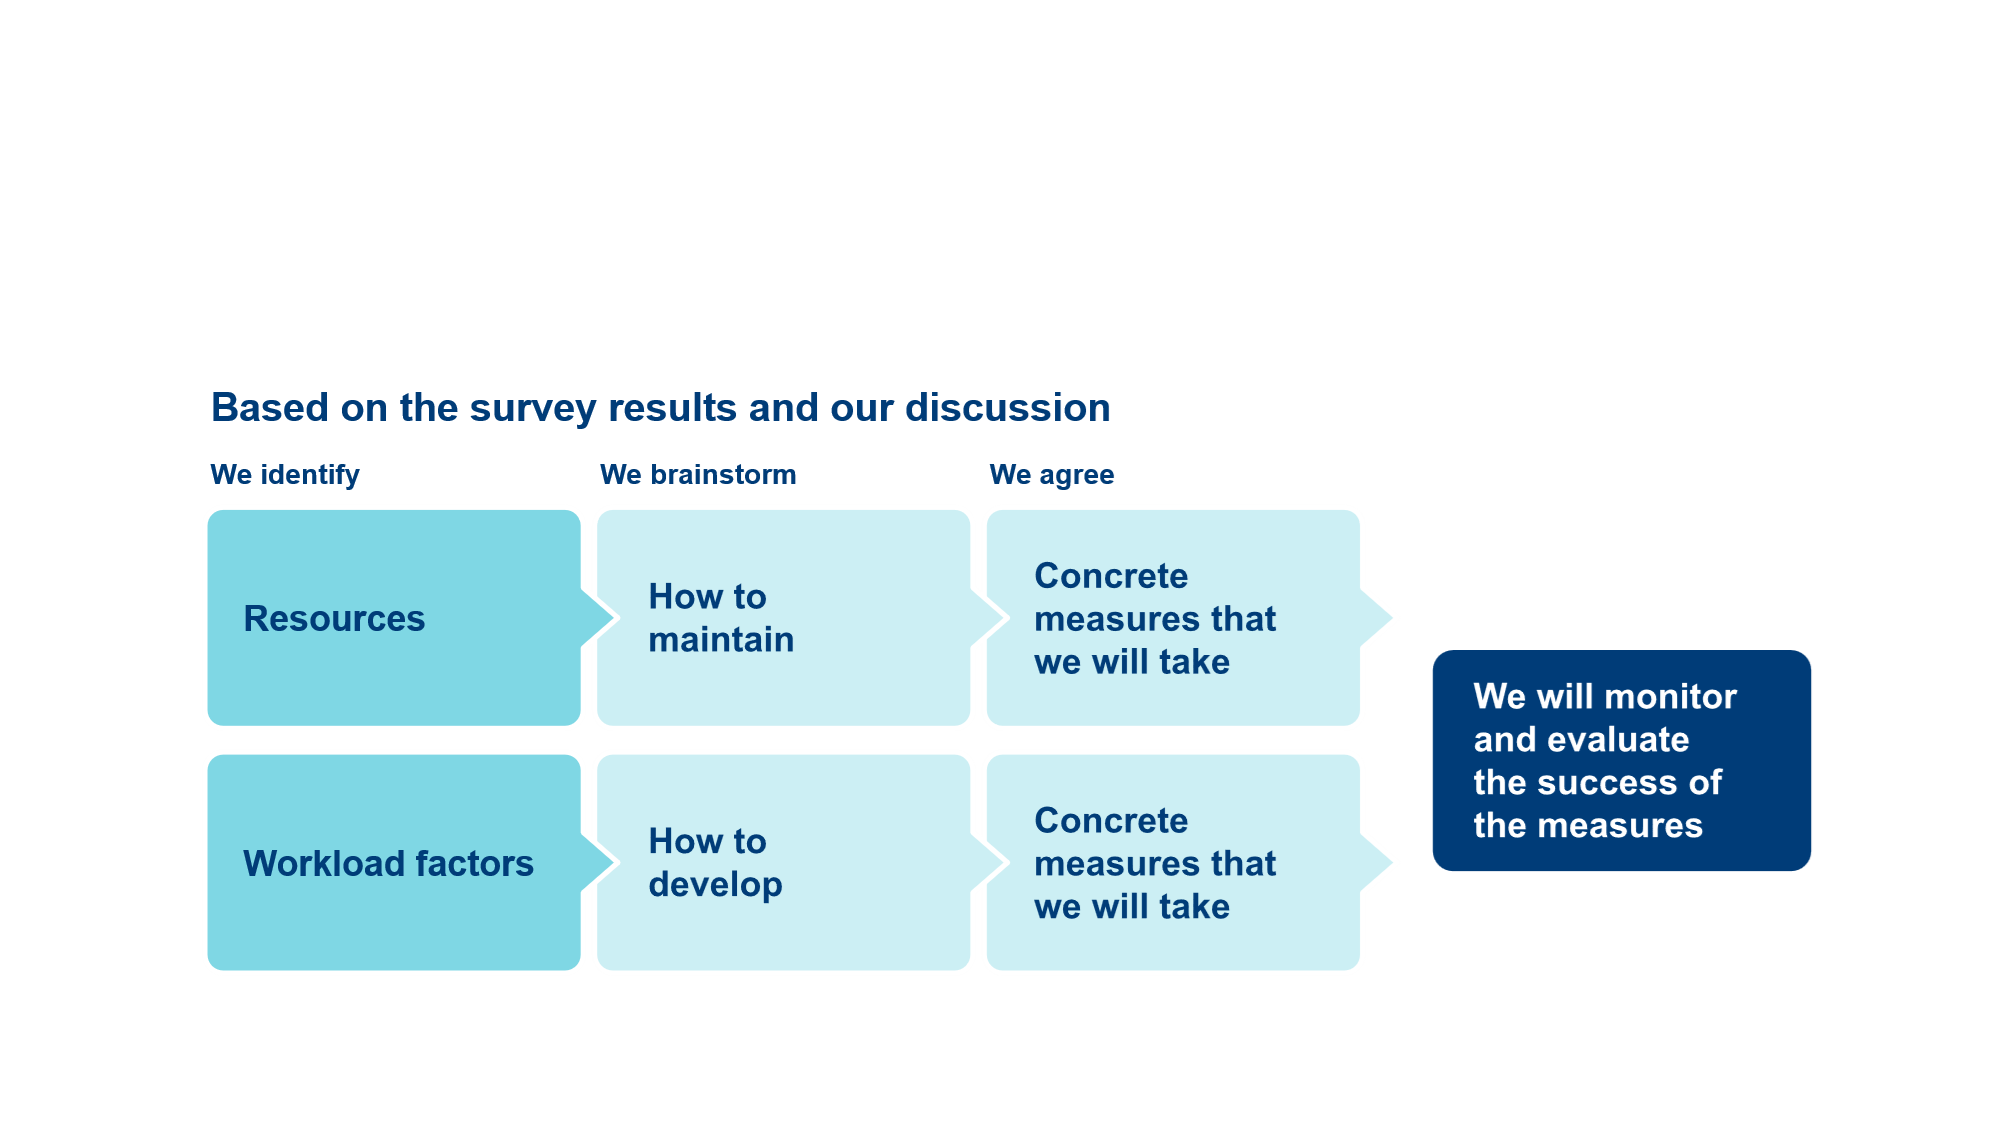 Based on the survey results and our discussion
We identify
We brainstorm
We agree
Resources
How to
maintain
Concrete
measures that
we will take
Workload factors
How to
develop
Concrete
measures that
we will take
We will monitor
and evaluate
the success of
the measures